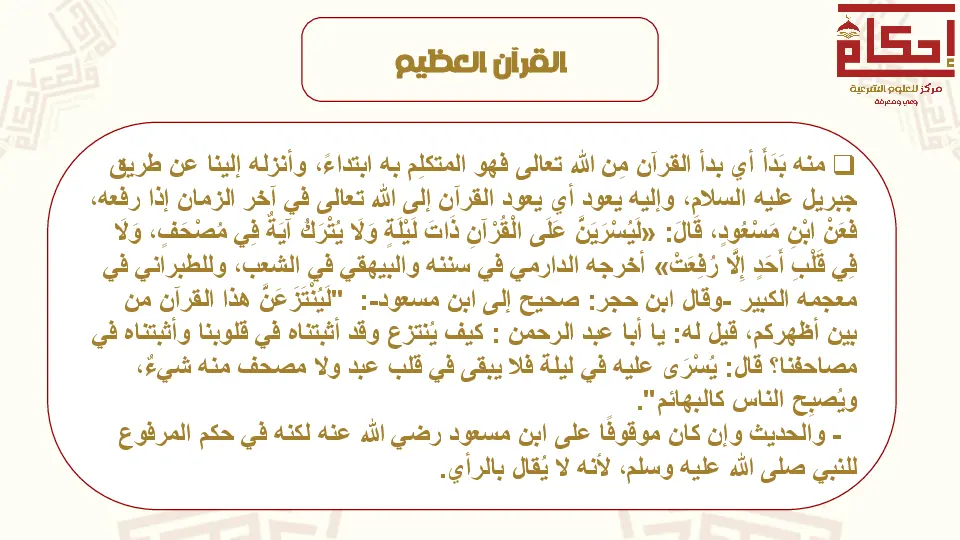 إحكام
مركز للعلوم الشرعية
وعي ومعرفة
القرآن العظيم
❑ منه بَدَأَ أي بدأ القرآن مِن الله تعالى فهو المتكلِم به ابتداءً، وأنزله إلينا عن طريق
جبريل عليه السلام، وإليه يعود أي يعود القرآن إلى الله تعالى في آخر الزمان إذا رفعه،
فَعَنْ ابْنِ مَسْعُودٍ، قَالَ: «لَيُسْرَيَنَّ عَلَى الْقُرْآنِ ذَاتَ لَيْلَةٍ وَلَا يُتْرَكُ آيَةٌ فِي مُصْحَفٍ، وَلَا
فِي قَلْبِ أَحَدٍ إِلَّا رُفِعَتْ» أخرجه الدارمي في سننه والبيهقي في الشعب، وللطبراني في
معجمه الكبير -وقال ابن حجر: صحيح إلى ابن مسعود-: "لَيُنْتَزَعَنَّ هذا القرآن من
بين أظهركم، قيل له: يا أبا عبد الرحمن : كيف يُنتزع وقد أثبتناه في قلوبنا وأثبتناه في
مصاحفنا؟ قال: يُسْرَى عليه في ليلة فلا يبقى في قلب عبد ولا مصحف منه شيءٌ،
ويُصبِح الناس كالبهائم".
- والحديث وإن كان موقوفًا على ابن مسعود رضي الله عنه لكنه في حكم المرفوع
للنبي صلى الله عليه وسلم، لأنه لا يُقال بالرأي.